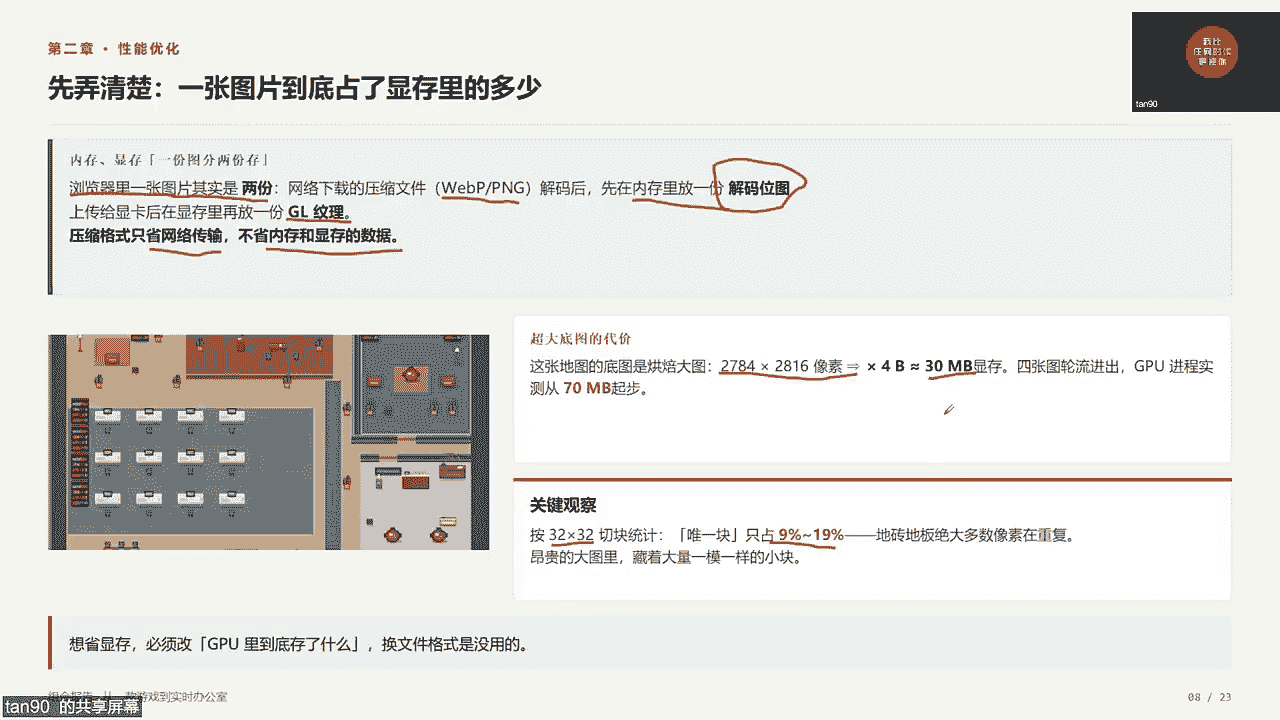 第二章 · 性能优化
先弄清楚：一张图片到底占了显存里的多少
tan90
内存、显存「一份图分两份存」
浏览器里一张图片其实是 两份：网络下载的压缩文件（WebP/PNG）解码后，先在内存里放一份 解码位图
上传给显卡后在显存里再放一份 GL 纹理。
压缩格式只省网络传输，不省内存和显存的数据。
超大底图的代价
这张地图的底图是烘焙大图：2784 × 2816 像素 ⇒ × 4 B ≈ 30 MB显存。四张图轮流进出，GPU 进程实
测从 70 MB起步。
关键观察
按 32×32 切块统计：「唯一块」只占 9%~19%——地砖地板绝大多数像素在重复。
昂贵的大图里，藏着大量一模一样的小块。
想省显存，必须改「GPU 里到底存了什么」，换文件格式是没用的。
款游戏到实时办公室
08 / 23
tan90 的共享屏幕